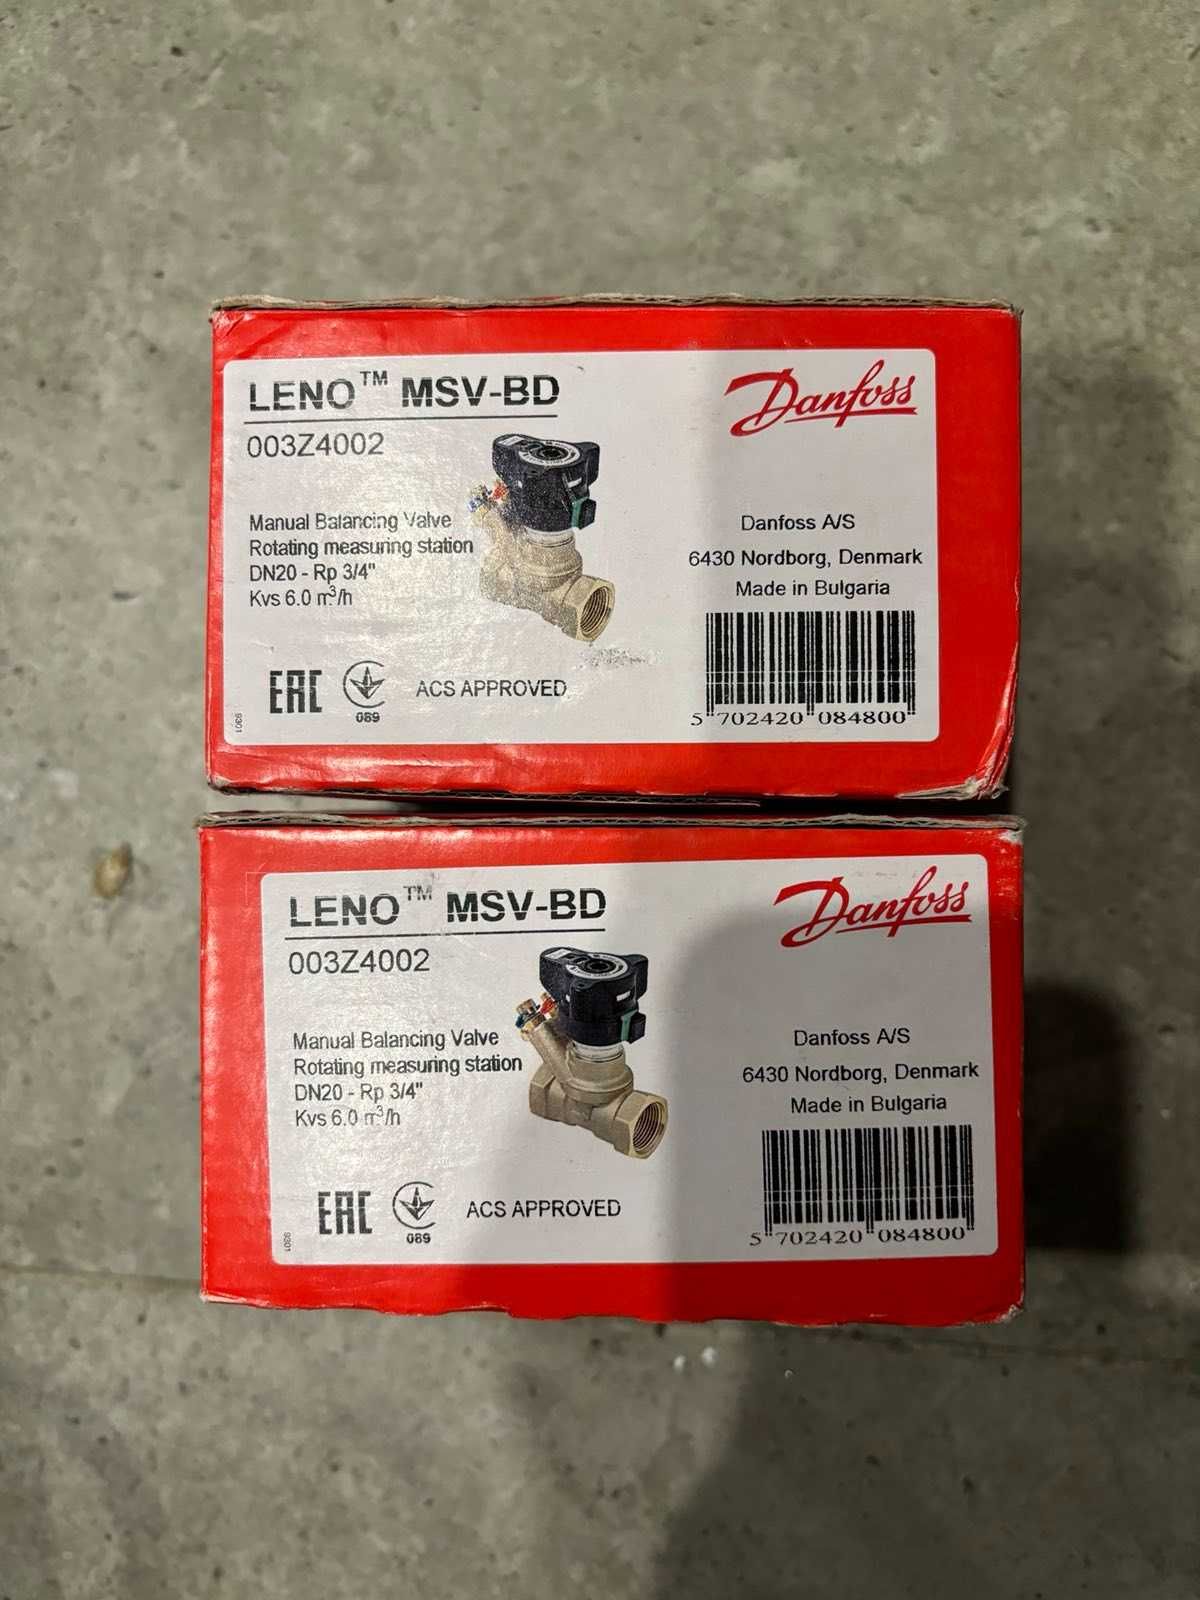 LENO™ MSV-BD
Danfoss
003Z4002
Manual Balancing Valve
Rotating measuring station
DN20 - Rp 3/4"
Kvs 6.0 m³/h
Danfoss A/S
6430 Nordborg, Denmark
Made in Bulgaria
EAC
089
ACS APPROVED
9301
5 702420 084800
LENO™ MSV-BD
Danfoss
003Z4002
Manual Balancing Valve
Rotating measuring station
DN20 - Rp 3/4"
Kvs 6.0 m³/h
Danfoss A/S
6430 Nordborg, Denmark
Made in Bulgaria
EAC
089
ACS APPROVED
9301
5 702420 084800